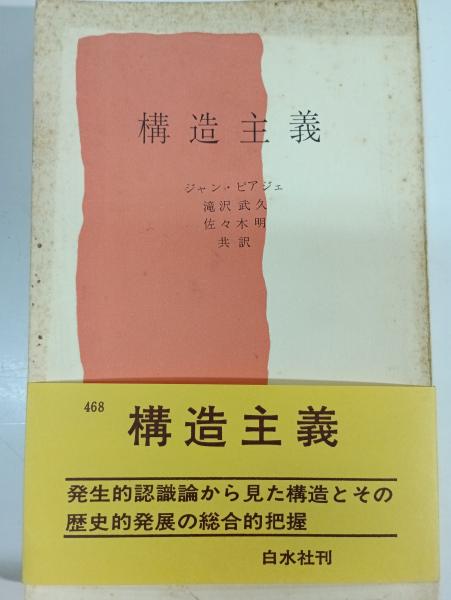 構造主義
ジャン・ピアジェ
滝沢武久
佐々木明
共訳
468
構造主義
発生的認識論から見た構造とその
歴史的発展の総合的把握
白水社刊